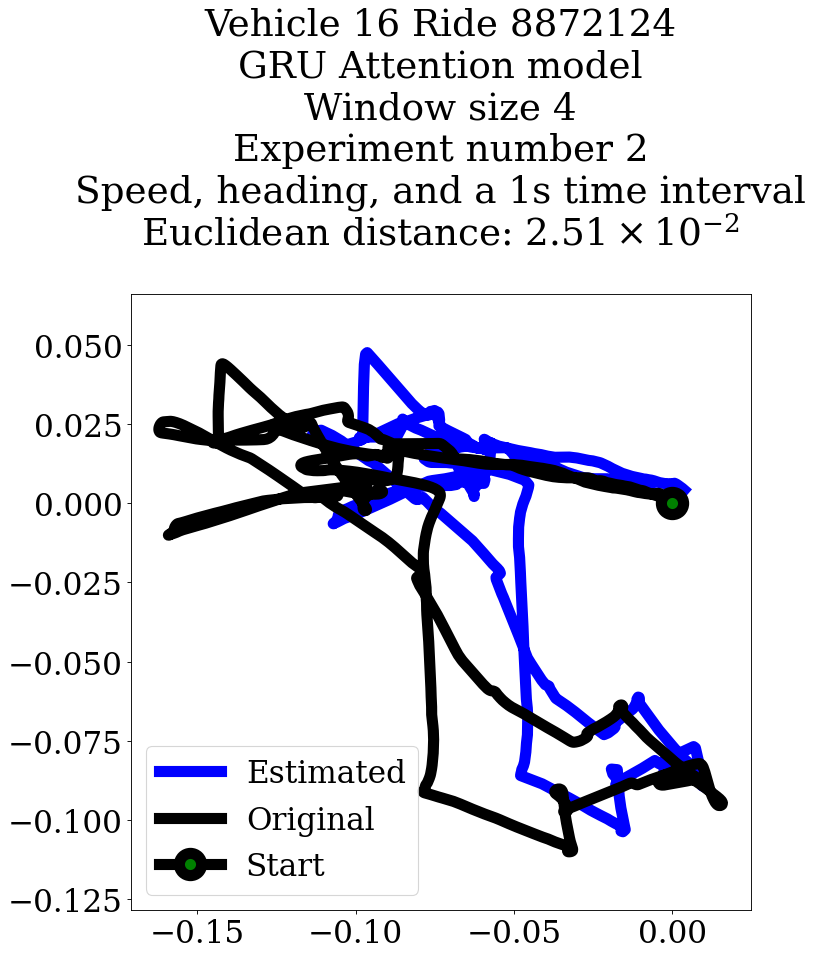 Vehicle 16 Ride 8872124
GRU Attention model
Window size 4
Experiment number 2
Speed, heading, and a 1s time interval
Euclidean distance: 2.51 × 10⁻²
0.050
0.025
0.000
−0.025
−0.050
−0.075
−0.100
−0.125
Estimated
Original
Start
−0.15
−0.10
−0.05
0.00